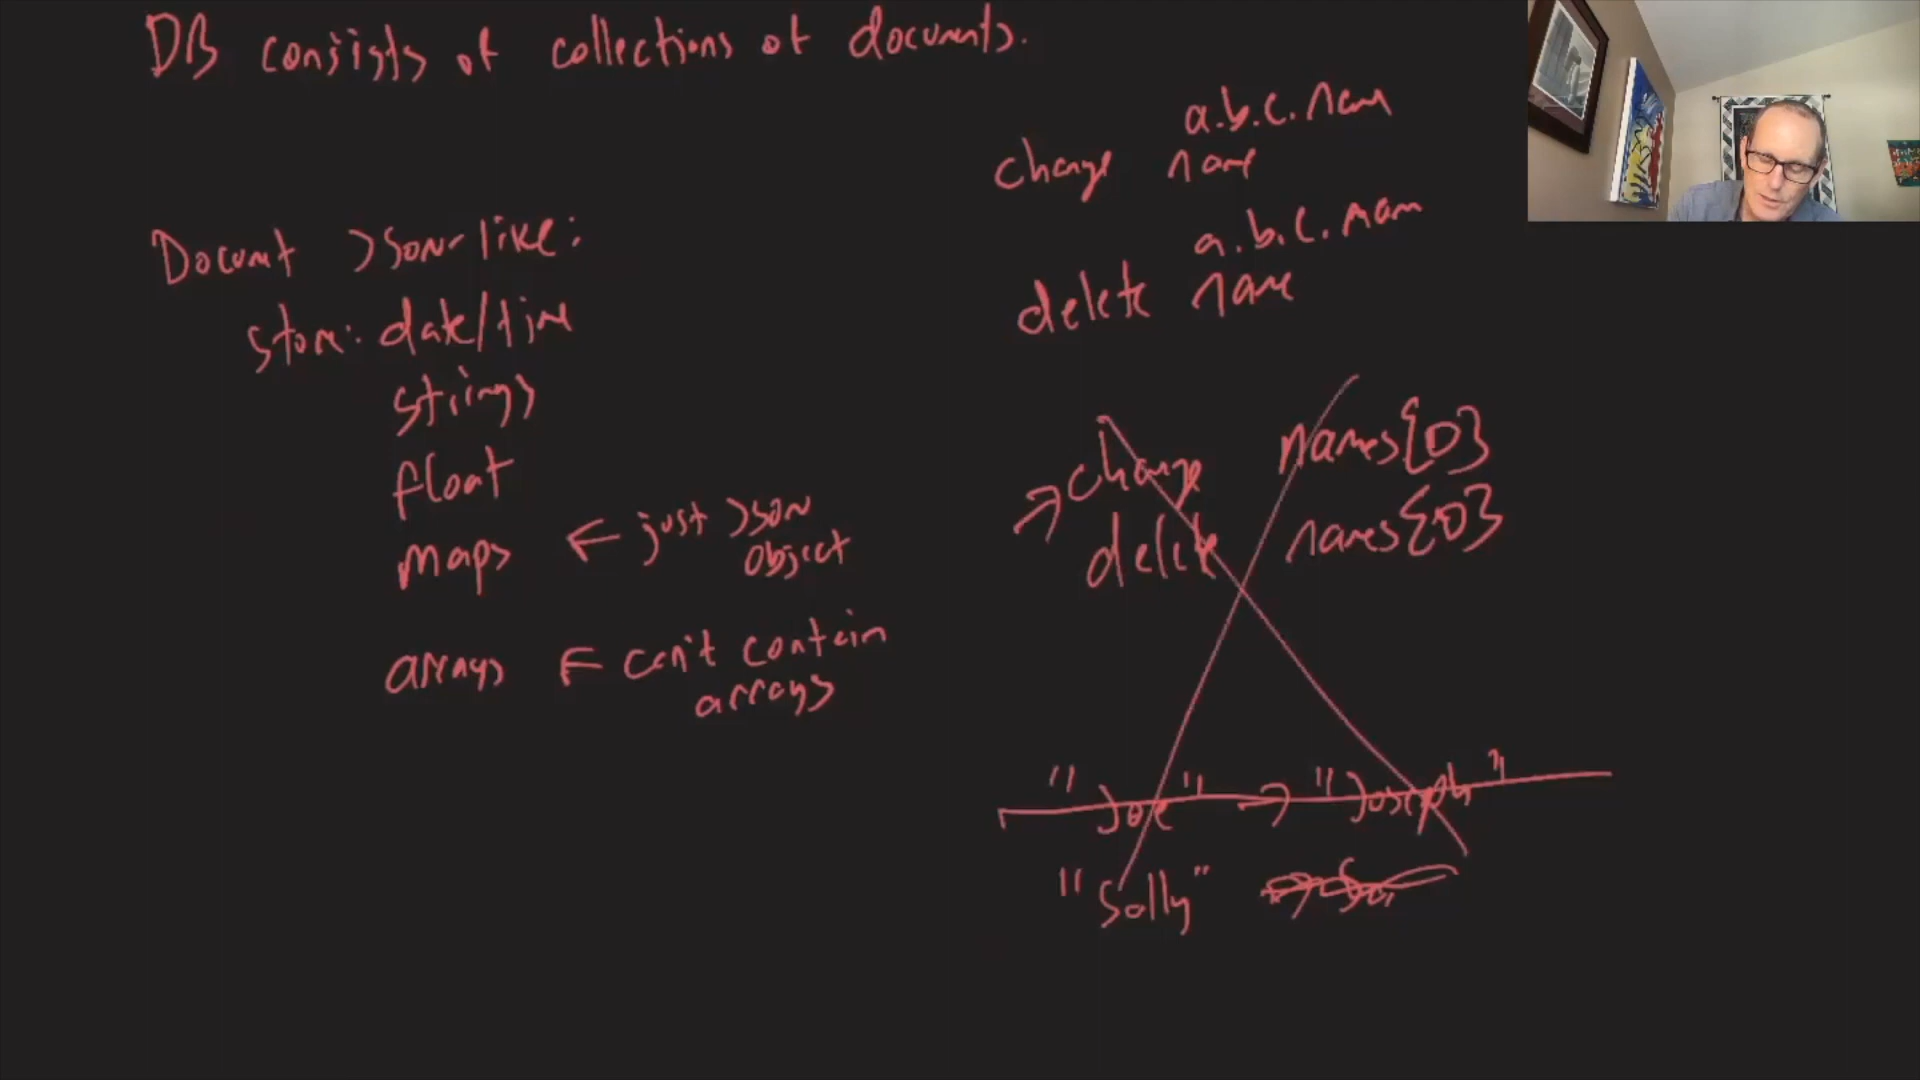 DB consists of collections of documents.
Document JSON-like:
store: date/time
strings
float
maps ← just JSON
object
arrays ← can't contain
arrays
a.b.c.name
change name
a.b.c.name
delete name
→ change names[0]
delete names[0]
"Joe" → "Joseph"
"Sally"